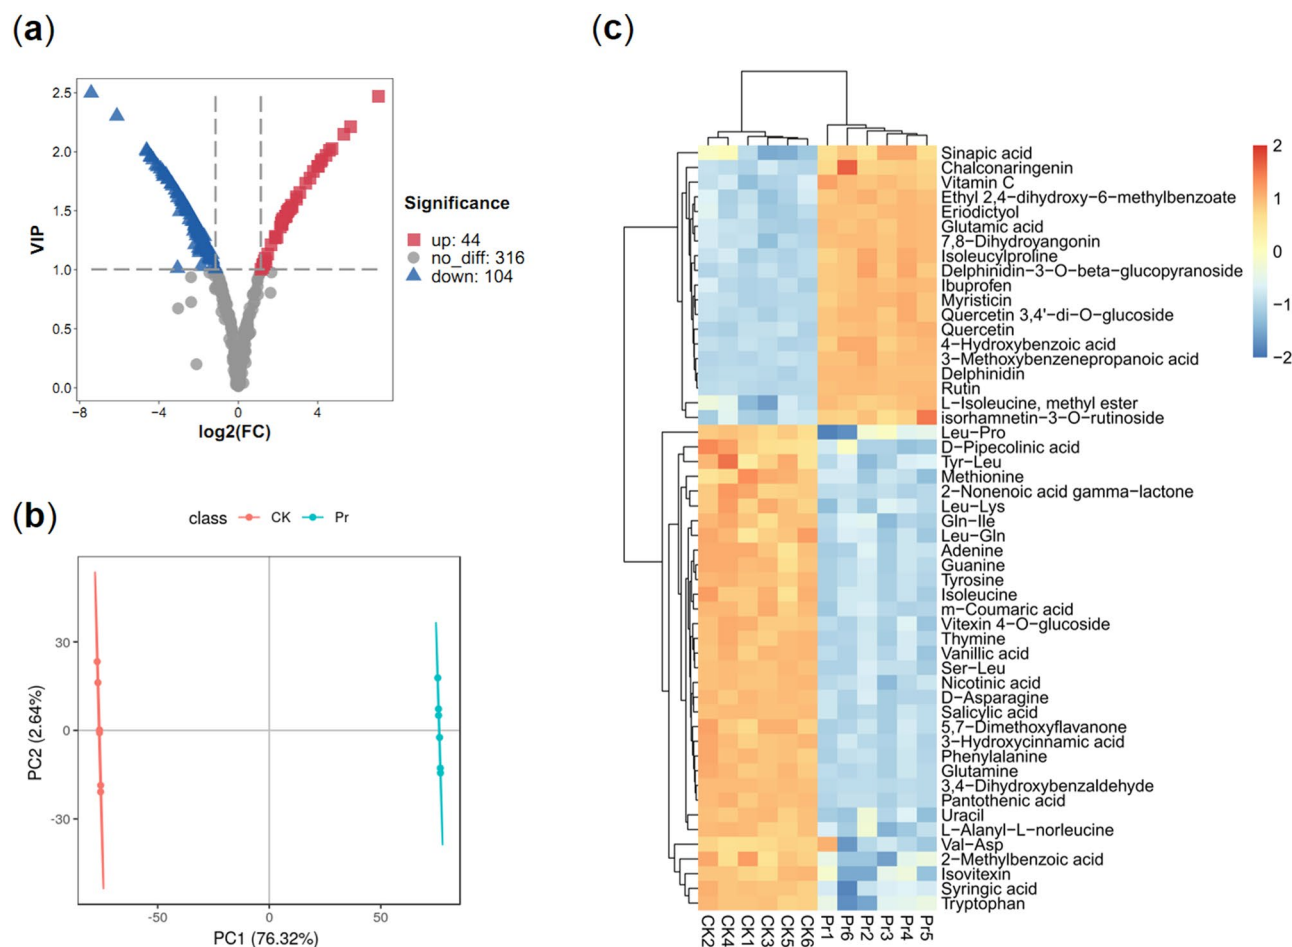 (a)
2.5
2.0
1.5
1.0
0.5
0.0
VIP
−8
−4
0
4
log2(FC)
Significance
up: 44
no_diff: 316
down: 104
(b)
class
CK
Pr
30
0
-30
PC2 (2.64%)
-50
0
50
PC1 (76.32%)
(c)
Sinapic acid
Chalconaringenin
Vitamin C
Ethyl 2,4−dihydroxy−6−methylbenzoate
Eriodictyol
Glutamic acid
7,8−Dihydroyangonin
Isoleucylproline
Delphinidin−3−O−beta−glucopyranoside
Ibuprofen
Myristicin
Quercetin 3,4'−di−O−glucoside
Quercetin
4−Hydroxybenzoic acid
3−Methoxybenzenepropanoic acid
Delphinidin
Rutin
L−Isoleucine, methyl ester
isorhamnetin−3−O−rutinoside
Leu−Pro
D−Pipecolinic acid
Tyr−Leu
Methionine
2−Nonenoic acid gamma−lactone
Leu−Lys
Gln−Ile
Leu−Gln
Adenine
Guanine
Tyrosine
Isoleucine
m−Coumaric acid
Vitexin 4−O−glucoside
Thymine
Vanillic acid
Ser−Leu
Nicotinic acid
D−Asparagine
Salicylic acid
5,7−Dimethoxyflavanone
3−Hydroxycinnamic acid
Phenylalanine
Glutamine
3,4−Dihydroxybenzaldehyde
Pantothenic acid
Uracil
L−Alanyl−L−norleucine
Val−Asp
2−Methylbenzoic acid
Isovitexin
Syringic acid
Tryptophan
CK2
CK4
CK1
CK3
CK5
CK6
Pr1
Pr6
Pr2
Pr3
Pr4
Pr5
2
1
0
−1
−2